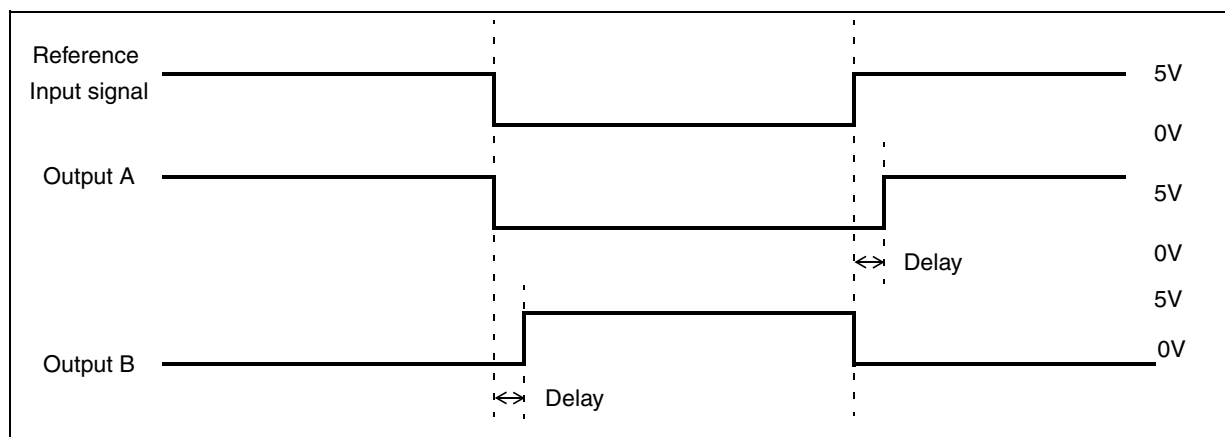 Reference
Input signal
5V
0V
Output A
5V
0V
Delay
5V
0V
Output B
Delay